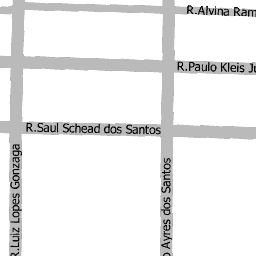 R.Alvina Ram
R.Paulo Kleis Ju
R.Saul Schead dos Santos
R.Luiz Lopes Gonzaga
o Ayres dos Santos